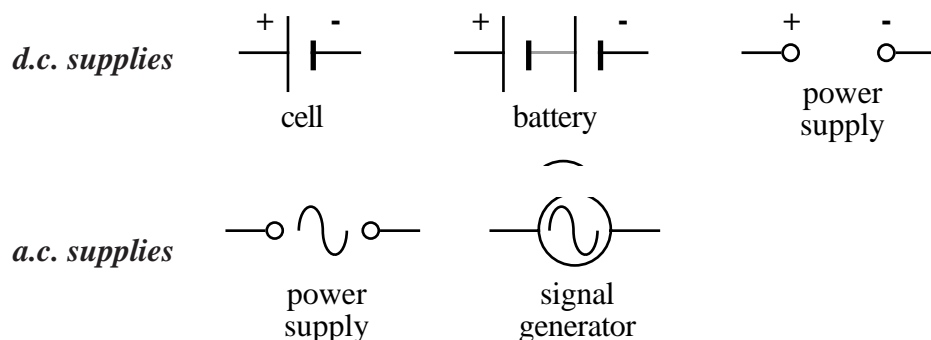 + - + - + -
d.c. supplies
cell battery power
supply
a.c. supplies
power signal
supply generator